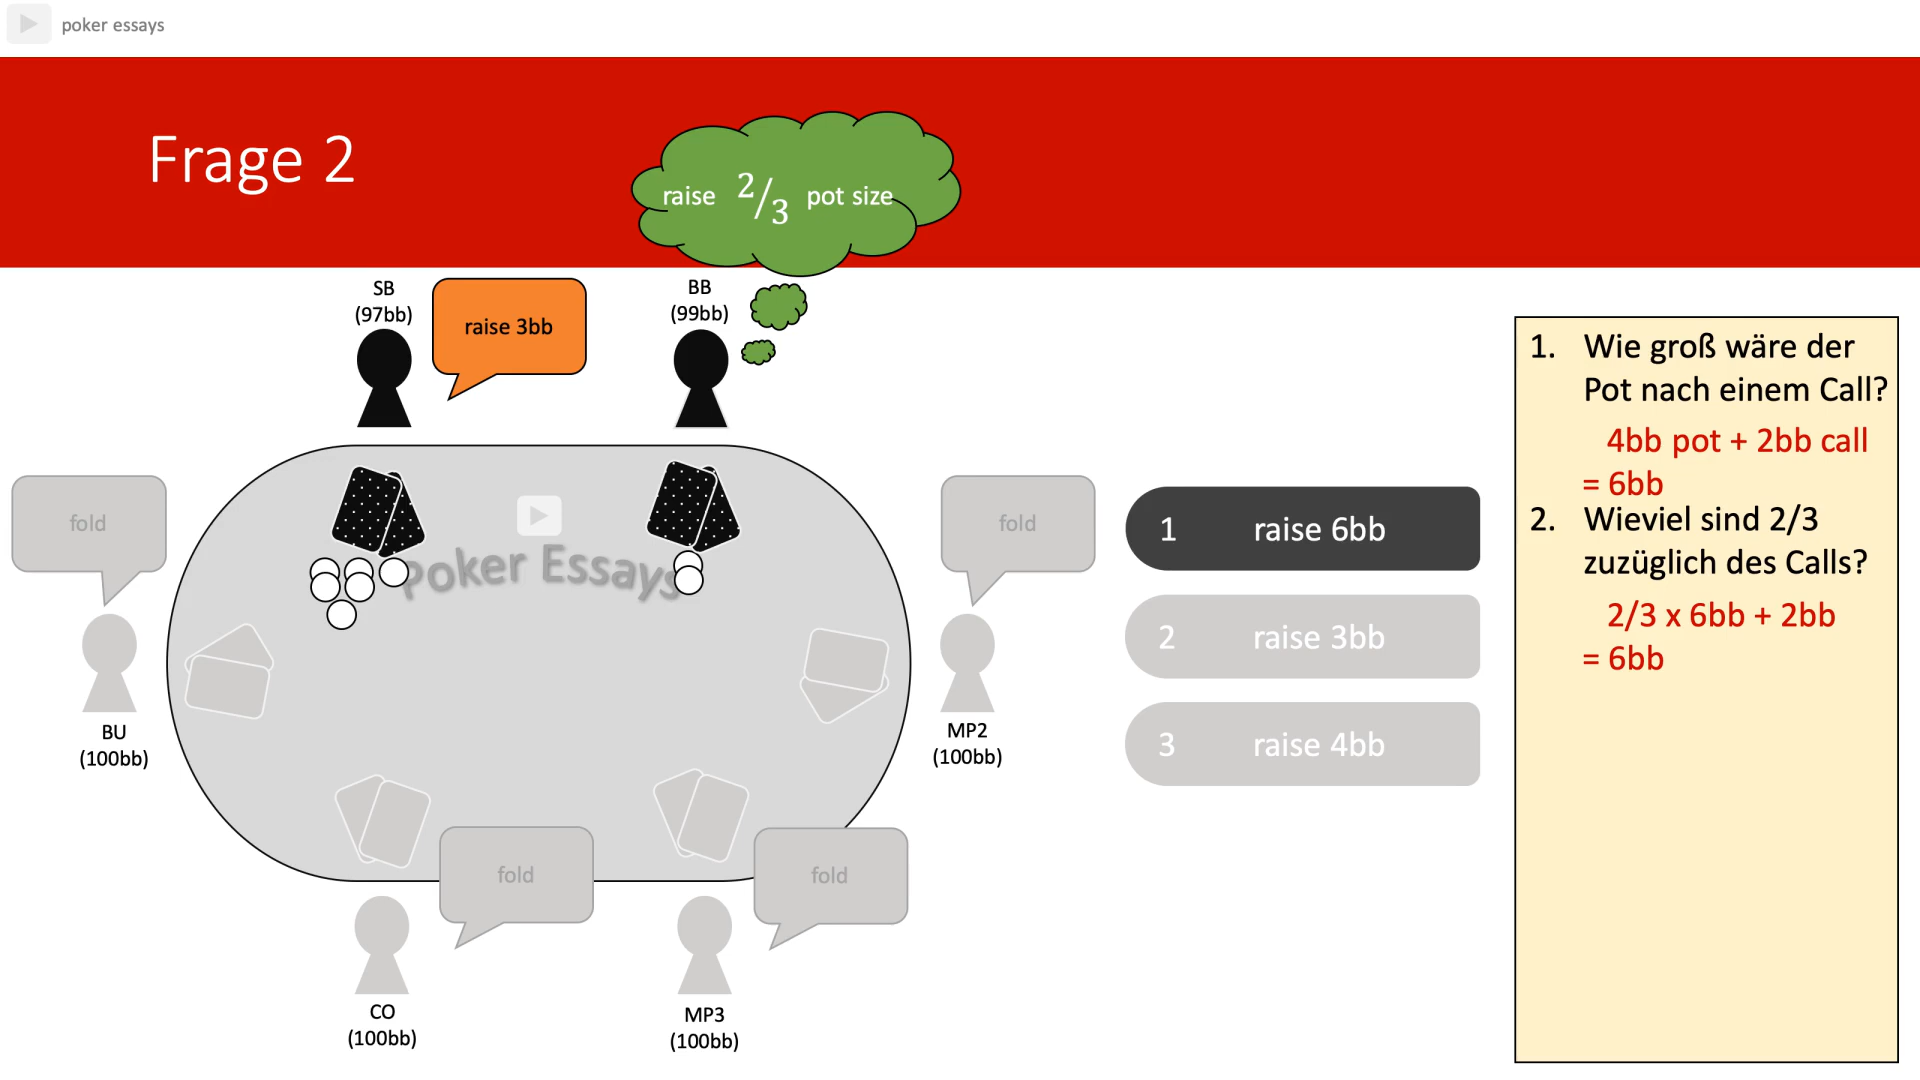 poker essays
Frage 2
raise 2/3 pot size
SB
(97bb)
raise 3bb
BB
(99bb)
fold
BU
(100bb)
Poker Essays
fold
MP2
(100bb)
fold
CO
(100bb)
fold
MP3
(100bb)
1 raise 6bb
2 raise 3bb
3 raise 4bb
1. Wie groß wäre der
Pot nach einem Call?
4bb pot + 2bb call
= 6bb
2. Wieviel sind 2/3
zuzüglich des Calls?
2/3 x 6bb + 2bb
= 6bb